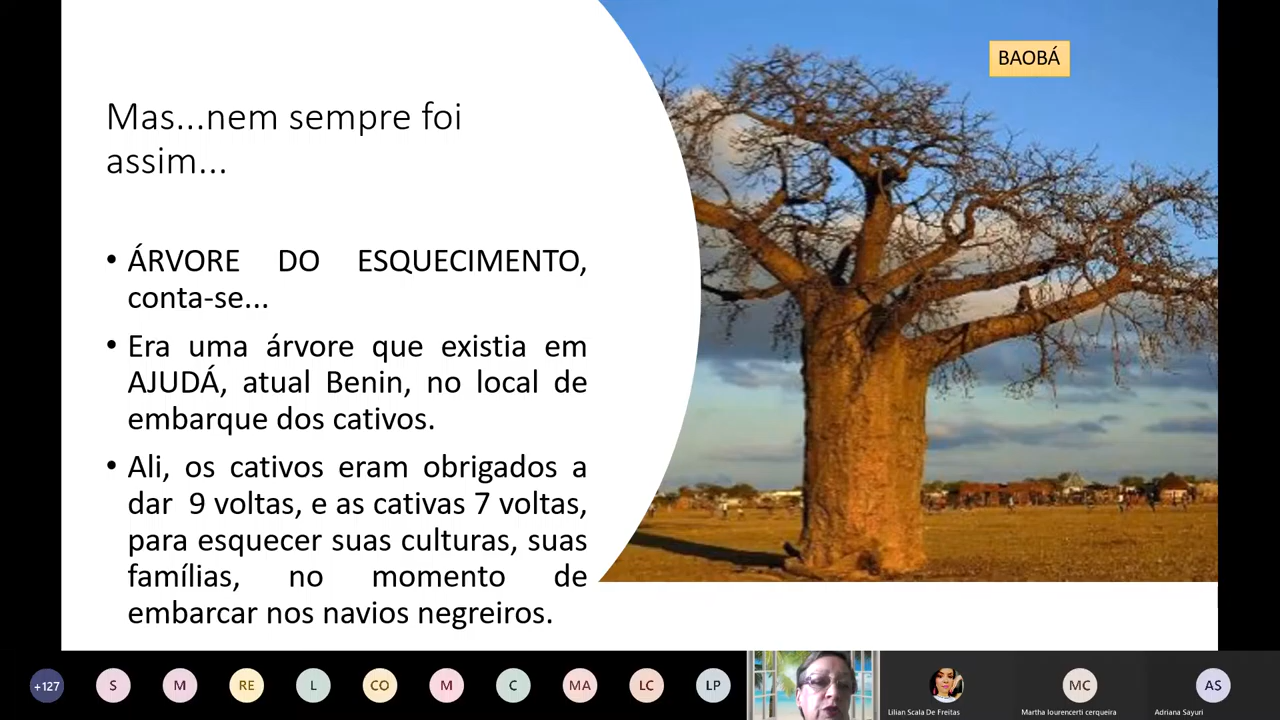 BAOBÁ
Mas...nem sempre foi
assim...
• ÁRVORE DO ESQUECIMENTO,
conta-se...
• Era uma árvore que existia em
AJUDÁ, atual Benin, no local de
embarque dos cativos.
• Ali, os cativos eram obrigados a
dar 9 voltas, e as cativas 7 voltas,
para esquecer suas culturas, suas
famílias, no momento de
embarcar nos navios negreiros.
+127 S M RE L CO M C MA LC LP MC AS
Lilian Scala De Freitas Martha lourencerti cerqueira Adriana Sayuri